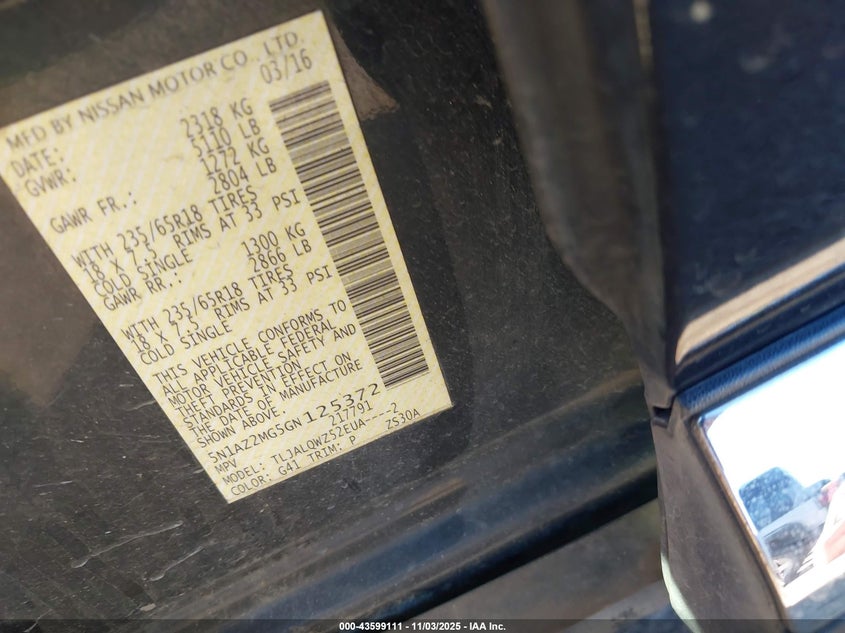 MFD BY NISSAN MOTOR CO., LTD.
DATE: 03/16
GVWR: 2318 KG
5110 LB
GAWR FR.: 1272 KG
2804 LB
WITH 235/65R18 TIRES
18 X 7.5 RIMS AT 33 PSI
COLD SINGLE
GAWR RR.: 1300 KG
2866 LB
WITH 235/65R18 TIRES
18 X 7.5 RIMS AT 33 PSI
COLD SINGLE
THIS VEHICLE CONFORMS TO
ALL APPLICABLE FEDERAL
MOTOR VEHICLE SAFETY AND
THEFT PREVENTION
STANDARDS IN EFFECT ON
THE DATE OF MANUFACTURE
SHOWN ABOVE.
5N1AZ2MG5GN125372
MPV 217791
MODEL: TLJALQWZ52EUA----2
COLOR: G41 TRIM: P ZS30A
000-43599111 - 11/03/2025 - IAA Inc.